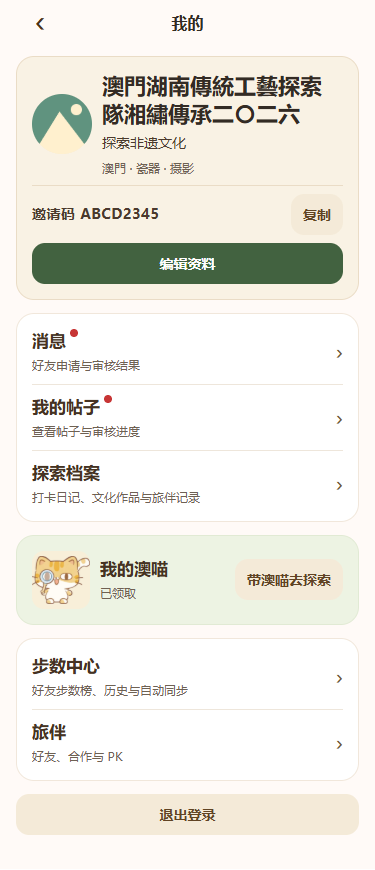 我的
澳門湖南傳統工藝探索
隊湘繡傳承二〇二六
探索非遗文化
澳門 · 瓷器 · 摄影
邀请码 ABCD2345
复制
编辑资料
消息
好友申请与审核结果
我的帖子
查看帖子与审核进度
探索档案
打卡日记、文化作品与旅伴记录
我的澳喵
已领取
带澳喵去探索
步数中心
好友步数榜、历史与自动同步
旅伴
好友、合作与 PK
退出登录